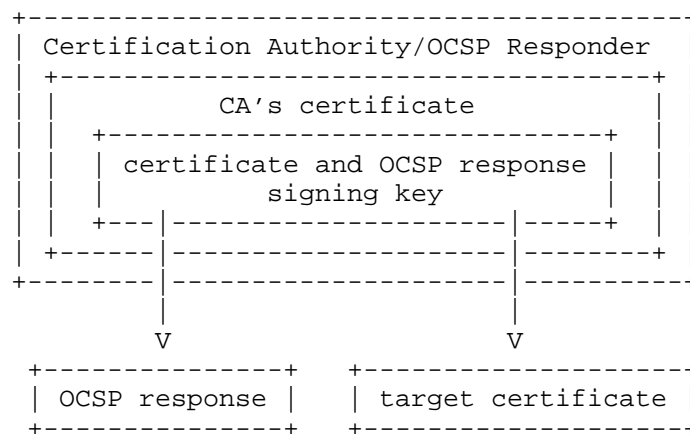 Certification Authority/OCSP Responder
CA's certificate
certificate and OCSP response
signing key
V V
OCSP response target certificate